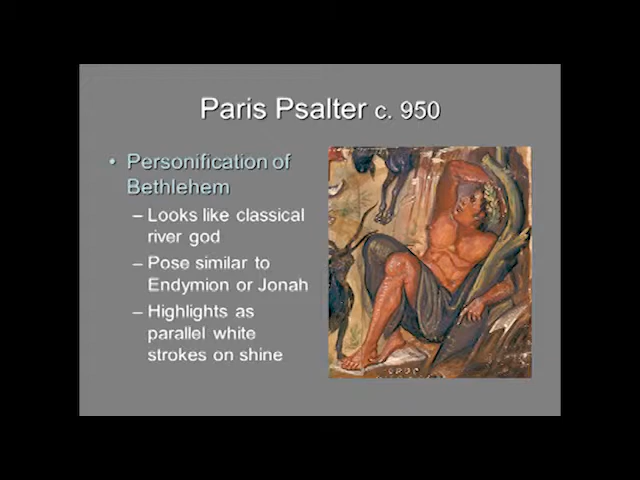 Paris Psalter c. 950
• Personification of
Bethlehem
– Looks like classical
river god
– Pose similar to
Endymion or Jonah
– Highlights as
parallel white
strokes on shine